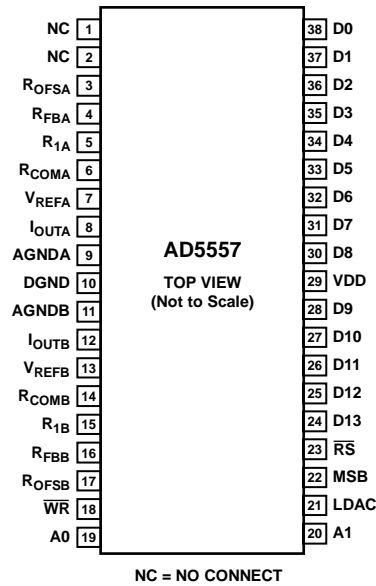 NC 1
NC 2
ROFSA 3
RFBA 4
R1A 5
RCOMA 6
VREFA 7
IOUTA 8
AGNDA 9
DGND 10
AGNDB 11
IOUTB 12
VREFB 13
RCOMB 14
R1B 15
RFBB 16
ROFSB 17
WR 18
A0 19
AD5557
TOP VIEW
(Not to Scale)
38 D0
37 D1
36 D2
35 D3
34 D4
33 D5
32 D6
31 D7
30 D8
29 VDD
28 D9
27 D10
26 D11
25 D12
24 D13
23 RS
22 MSB
21 LDAC
20 A1
NC = NO CONNECT